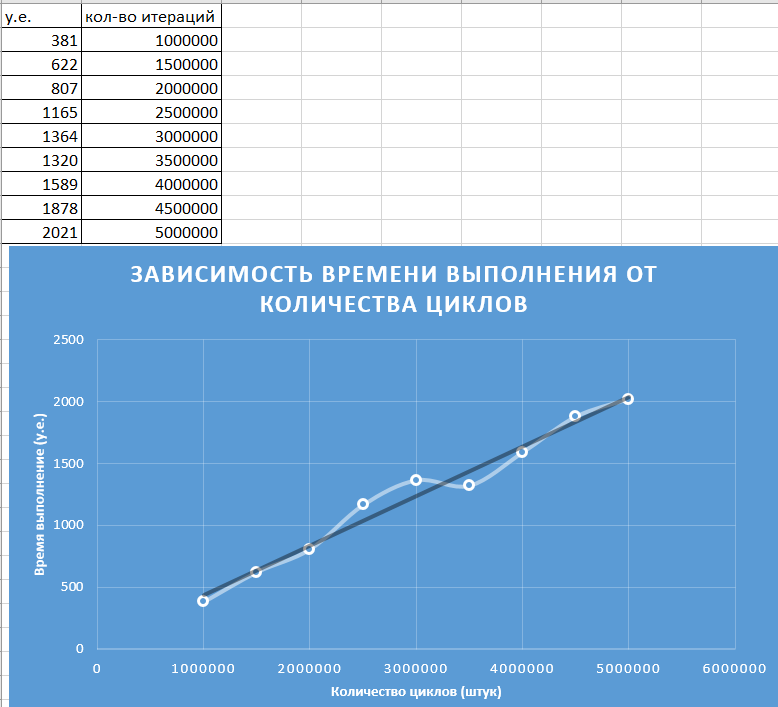 у.е. кол-во итераций
381 1000000
622 1500000
807 2000000
1165 2500000
1364 3000000
1320 3500000
1589 4000000
1878 4500000
2021 5000000
ЗАВИСИМОСТЬ ВРЕМЕНИ ВЫПОЛНЕНИЯ ОТ
КОЛИЧЕСТВА ЦИКЛОВ
2500
2000
1500
1000
500
0
Время выполнение (у.е.)
0 1000000 2000000 3000000 4000000 5000000 6000000
Количество циклов (штук)